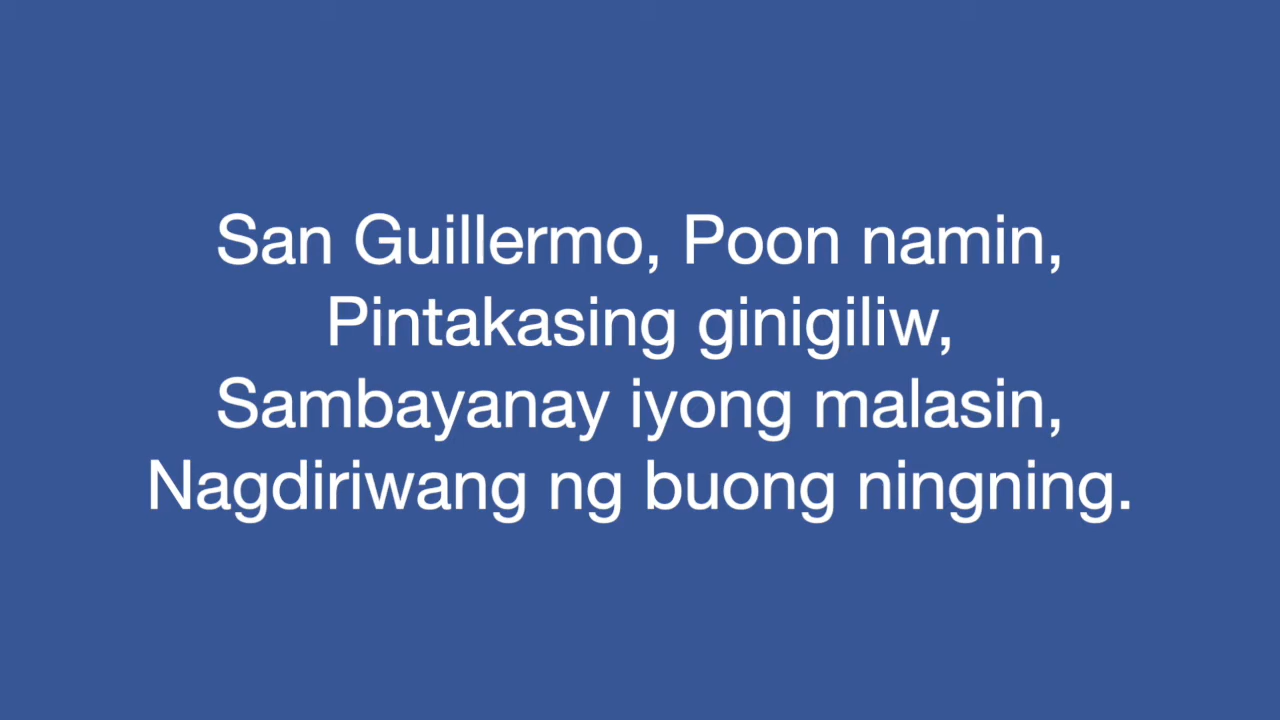 San Guillermo, Poon namin,
Pintakasing ginigiliw,
Sambayanay iyong malasin,
Nagdiriwang ng buong ningning.